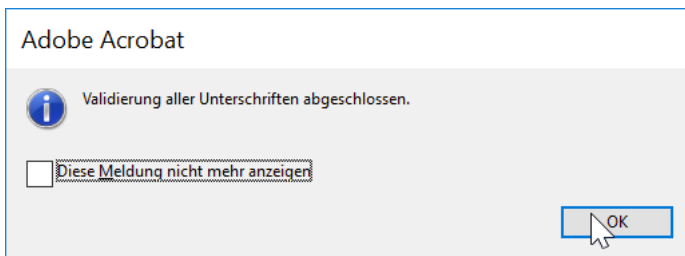 Adobe Acrobat
Validierung aller Unterschriften abgeschlossen.
Diese Meldung nicht mehr anzeigen
OK